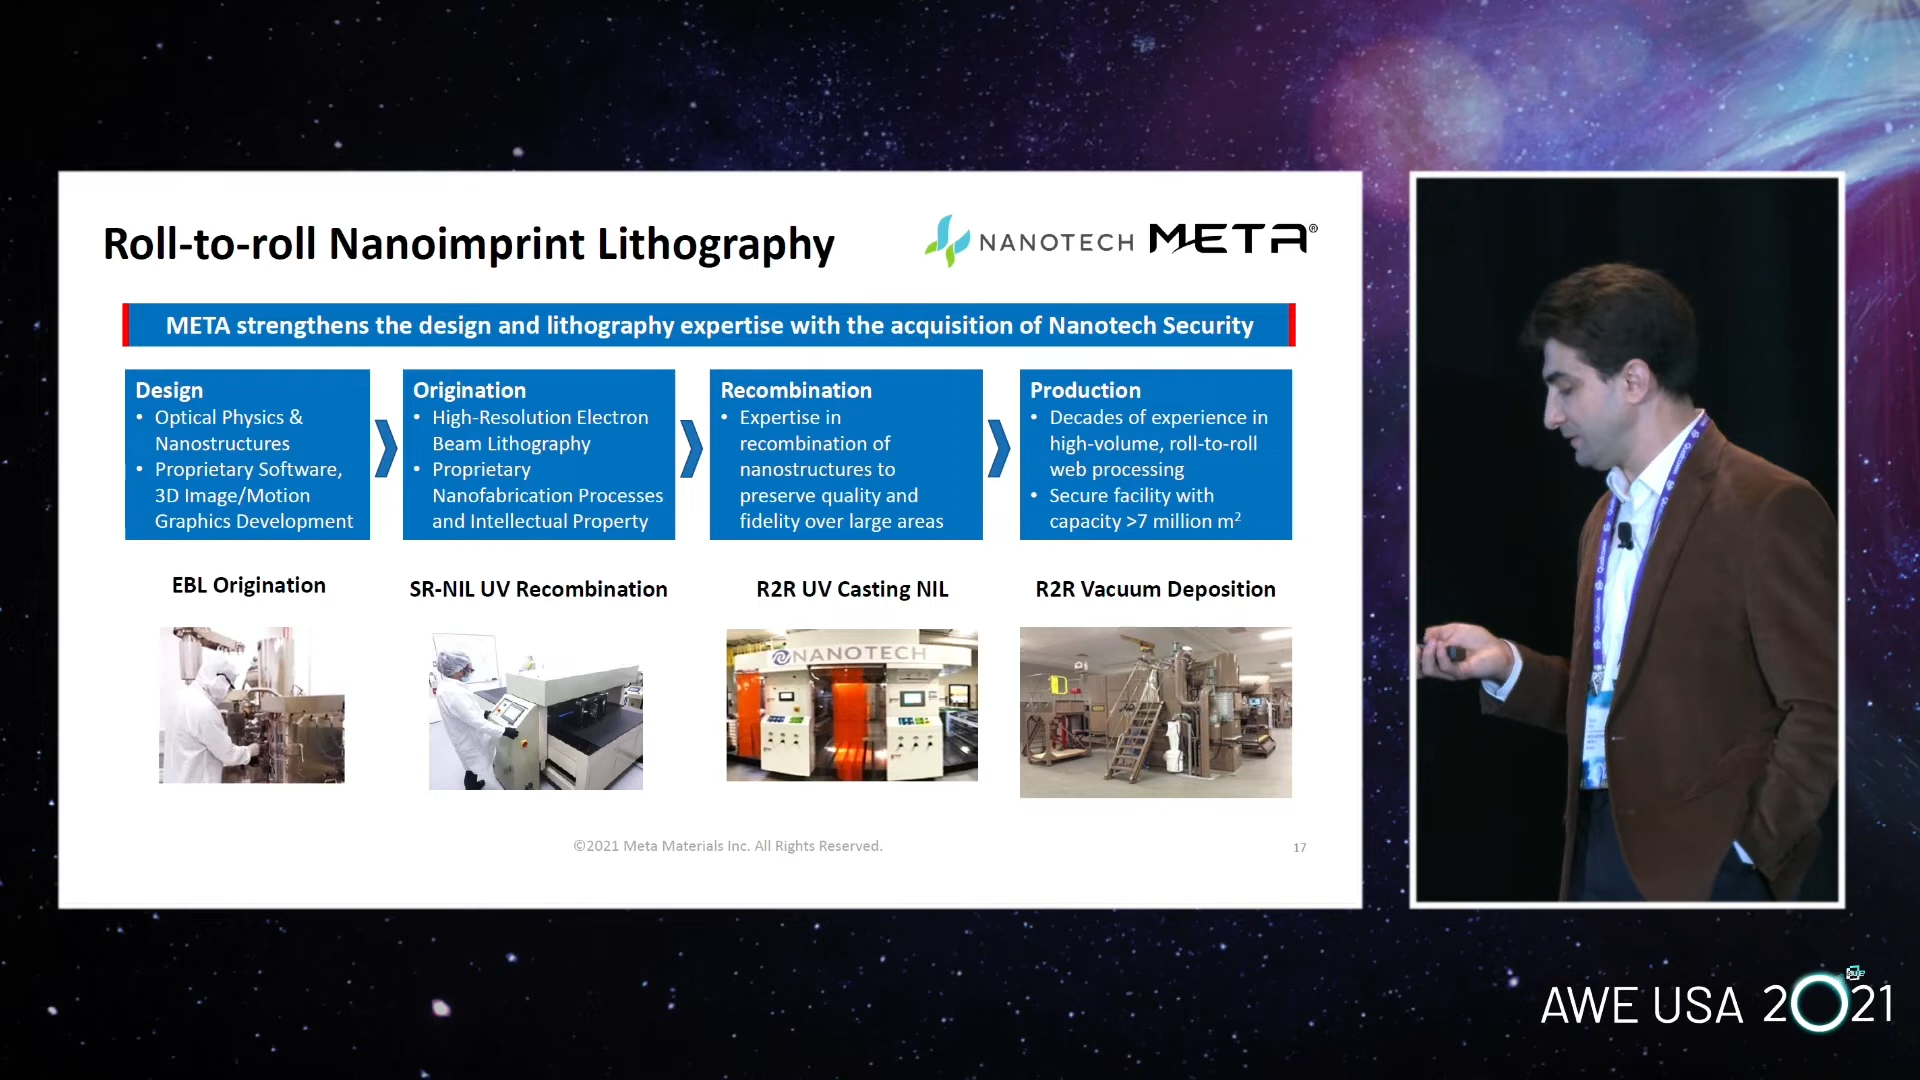 Roll-to-roll Nanoimprint Lithography
NANOTECH META®
META strengthens the design and lithography expertise with the acquisition of Nanotech Security
Design
• Optical Physics &
Nanostructures
• Proprietary Software,
3D Image/Motion
Graphics Development
Origination
• High-Resolution Electron
Beam Lithography
• Proprietary
Nanofabrication Processes
and Intellectual Property
Recombination
• Expertise in
recombination of
nanostructures to
preserve quality and
fidelity over large areas
Production
• Decades of experience in
high-volume, roll-to-roll
web processing
• Secure facility with
capacity >7 million m²
EBL Origination
SR-NIL UV Recombination
R2R UV Casting NIL
R2R Vacuum Deposition
NANOTECH
©2021 Meta Materials Inc. All Rights Reserved.
17
Qualcomm
AWE USA 2021